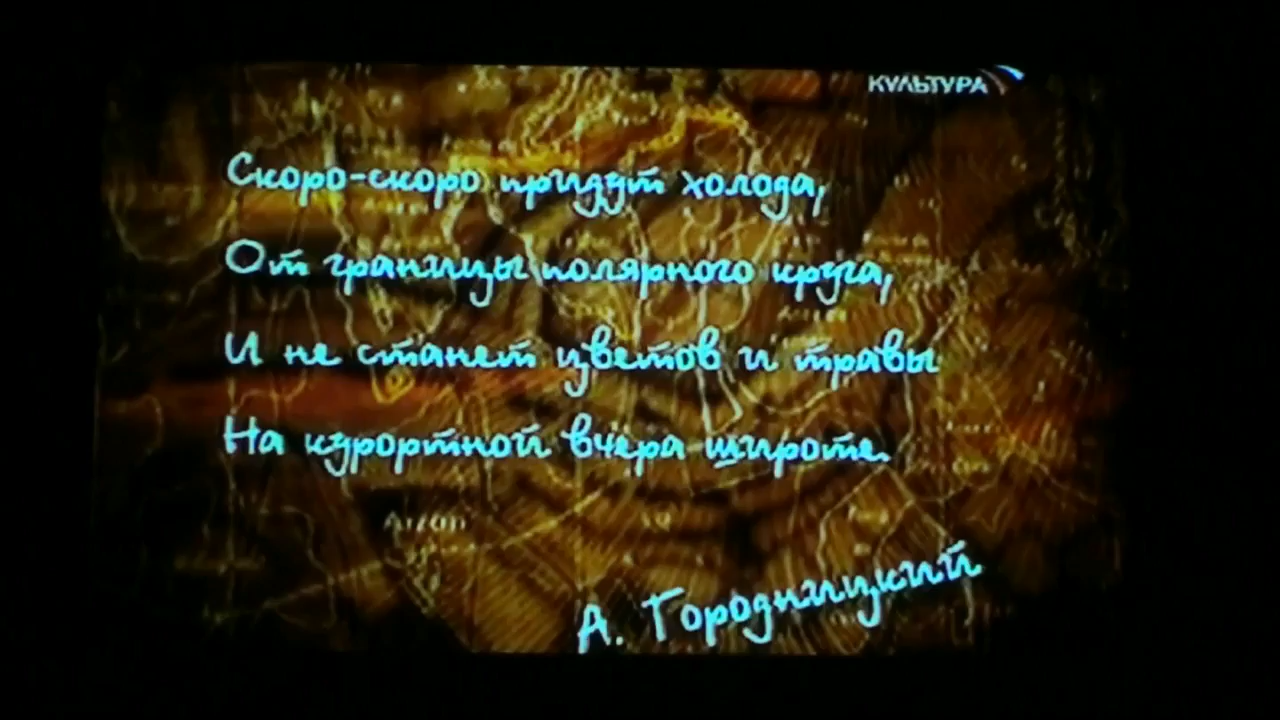 КУЛЬТУРА
Скоро-скоро придут холода,
От границы полярного круга,
И не станет цветов и травы
На курортной вчера широте.
А. Городницкий